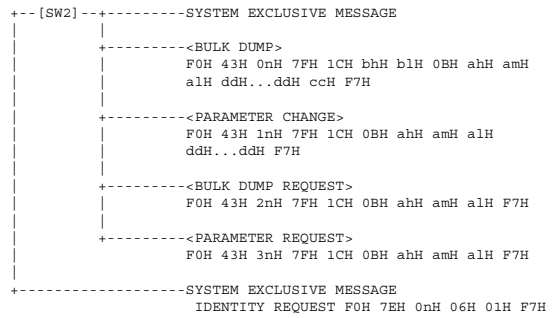 +--[SW2]--+---------SYSTEM EXCLUSIVE MESSAGE
| |
| +---------<BULK DUMP>
| | F0H 43H 0nH 7FH 1CH bhH blH 0BH ahH amH
| | alH ddH...ddH ccH F7H
| |
| +---------<PARAMETER CHANGE>
| | F0H 43H 1nH 7FH 1CH 0BH ahH amH alH
| | ddH...ddH F7H
| |
| +---------<BULK DUMP REQUEST>
| | F0H 43H 2nH 7FH 1CH 0BH ahH amH alH F7H
| |
| +---------<PARAMETER REQUEST>
| F0H 43H 3nH 7FH 1CH 0BH ahH amH alH F7H
|
+-------------------SYSTEM EXCLUSIVE MESSAGE
IDENTITY REQUEST F0H 7EH 0nH 06H 01H F7H